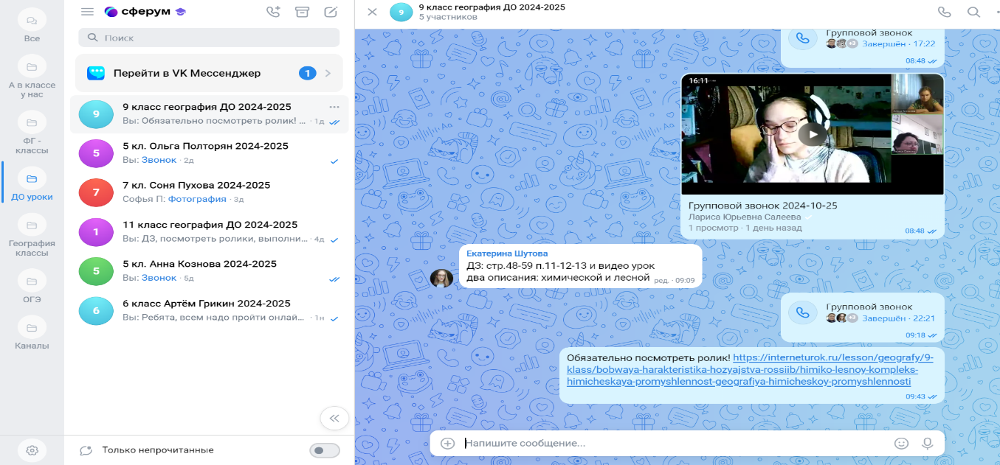 Все
А в классе
у нас
ФГ -
классы
ДО уроки
География
классы
ОГЭ
Каналы
сферум
Поиск
Перейти в VK Мессенджер
1
9
9 класс география ДО 2024-2025
Вы: Обязательно посмотреть ролик! ... · 1д
5
5 кл. Ольга Полторян 2024-2025
Вы: Звонок · 2д
7
7 кл. Соня Пухова 2024-2025
Софья П: Фотография · 3д
1
11 класс география ДО 2024-2025
Вы: ДЗ, посмотреть ролики, выполни... · 4д
5
5 кл. Анна Кознова 2024-2025
Вы: Звонок · 5д
6
6 класс Артём Грикин 2024-2025
Вы: Ребята, всем надо пройти онлай... · 1н
Только непрочитанные
9
9 класс география ДО 2024-2025
5 участников
Групповой звонок
+3 Завершён · 17:22
08:48
16:11
Групповой звонок 2024-10-25
Лариса Юрьевна Салеева
1 просмотр · 1 день назад
08:48
Екатерина Шутова
ДЗ: стр.48-59 п.11-12-13 и видео урок
два описания: химической и лесной ред. · 09:09
Групповой звонок
+3 Завершён · 22:21
09:18
Обязательно посмотреть ролик! https://interneturok.ru/lesson/geografy/9-
klass/bobwaya-harakteristika-hozyajstva-rossiib/himiko-lesnoy-kompleks-
himicheskaya-promyshlennost-geografiya-himicheskoy-promyshlennosti
09:43
Напишите сообщение...